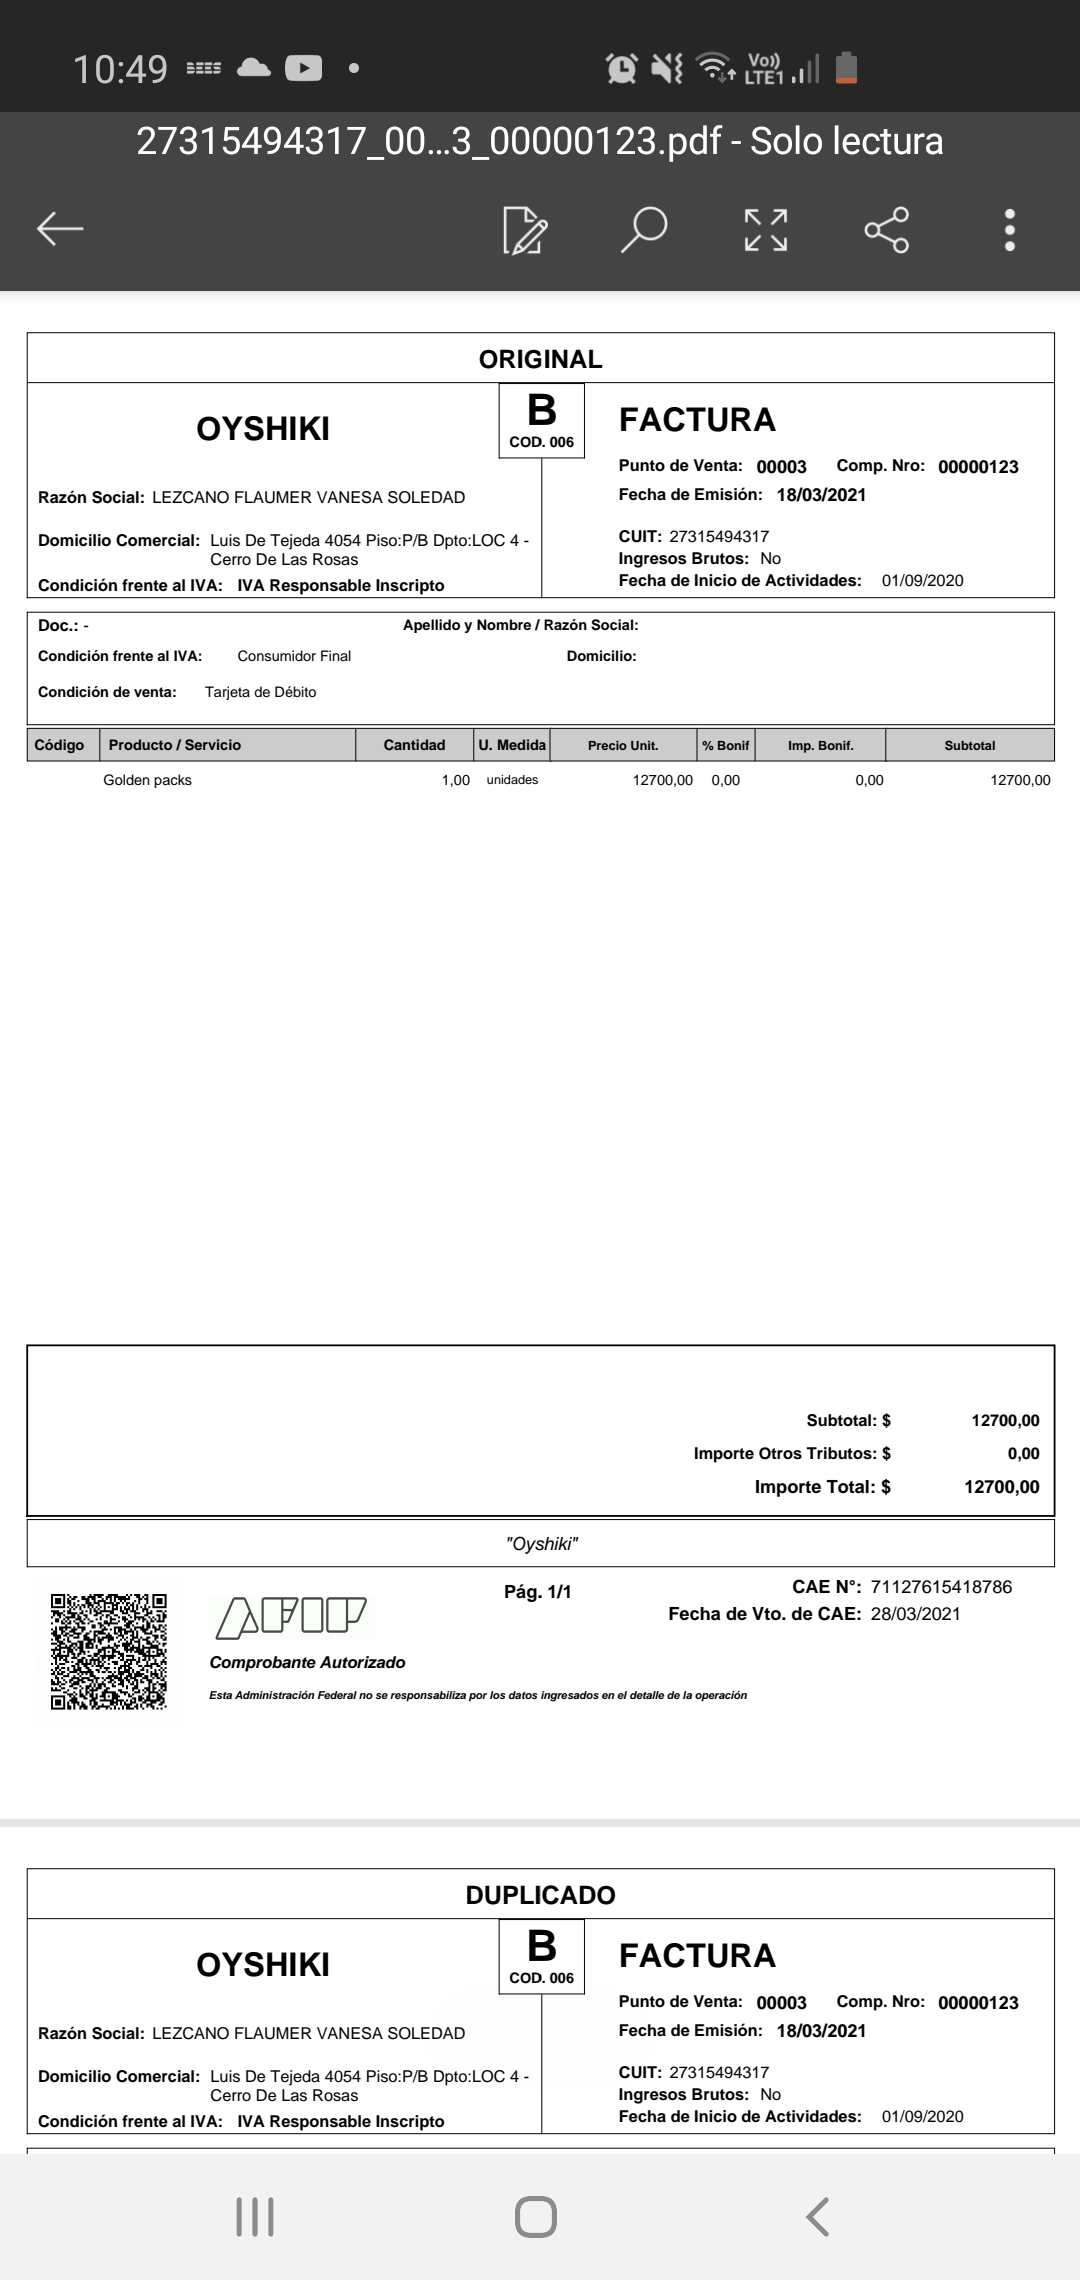 10:49 Vo)) LTE1
27315494317_00...3_00000123.pdf - Solo lectura
ORIGINAL
OYSHIKI
B
COD. 006
FACTURA
Punto de Venta: 00003 Comp. Nro: 00000123
Fecha de Emisión: 18/03/2021
Razón Social: LEZCANO FLAUMER VANESA SOLEDAD
Domicilio Comercial: Luis De Tejeda 4054 Piso:P/B Dpto:LOC 4 -
Cerro De Las Rosas
Condición frente al IVA: IVA Responsable Inscripto
CUIT: 27315494317
Ingresos Brutos: No
Fecha de Inicio de Actividades: 01/09/2020
Doc.: - Apellido y Nombre / Razón Social:
Condición frente al IVA: Consumidor Final Domicilio:
Condición de venta: Tarjeta de Débito
Código Producto / Servicio Cantidad U. Medida Precio Unit. % Bonif Imp. Bonif. Subtotal
Golden packs 1,00 unidades 12700,00 0,00 0,00 12700,00
Subtotal: $ 12700,00
Importe Otros Tributos: $ 0,00
Importe Total: $ 12700,00
"Oyshiki"
AFIP
Comprobante Autorizado
Esta Administración Federal no se responsabiliza por los datos ingresados en el detalle de la operación
Pág. 1/1
CAE N°: 71127615418786
Fecha de Vto. de CAE: 28/03/2021
DUPLICADO
OYSHIKI
B
COD. 006
FACTURA
Punto de Venta: 00003 Comp. Nro: 00000123
Fecha de Emisión: 18/03/2021
Razón Social: LEZCANO FLAUMER VANESA SOLEDAD
Domicilio Comercial: Luis De Tejeda 4054 Piso:P/B Dpto:LOC 4 -
Cerro De Las Rosas
Condición frente al IVA: IVA Responsable Inscripto
CUIT: 27315494317
Ingresos Brutos: No
Fecha de Inicio de Actividades: 01/09/2020